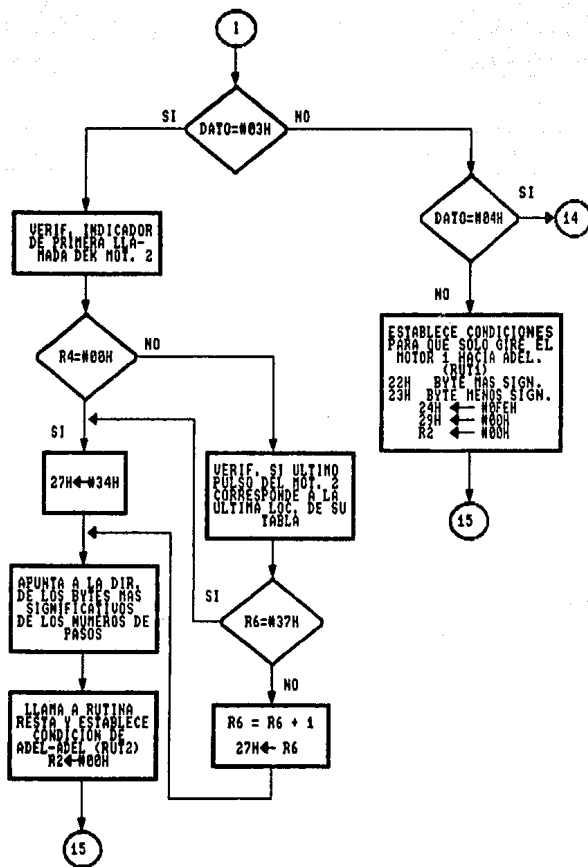 1
SI
NO
DATO=#03H
SI
DATO=#04H
14
VERIF. INDICADOR
DE PRIMERA LLA-
MADA DEK MOT. 2
NO
ESTABLECE CONDICIONES
PARA QUE SOLO GIRE EL
MOTOR 1 HACIA ADEL.
(RUT1)
22H BYTE MAS SIGN.
23H BYTE MENOS SIGN.
24H ← #0FEH
29H ← #00H
R2 ← #00H
15
R4=#00H
NO
SI
27H←#34H
VERIF. SI ULTIMO
PULSO DEL MOT. 2
CORRESPONDE A LA
ULTIMA LOC. DE SU
TABLA
APUNTA A LA DIR.
DE LOS BYTES MAS
SIGNIFICATIVOS
DE LOS NUMEROS DE
PASOS
SI
R6=#37H
NO
LLAMA A RUTINA
RESTA Y ESTABLECE
CONDICION DE
ADEL-ADEL (RUT2)
R2←#00H
R6 = R6 + 1
27H← R6
15